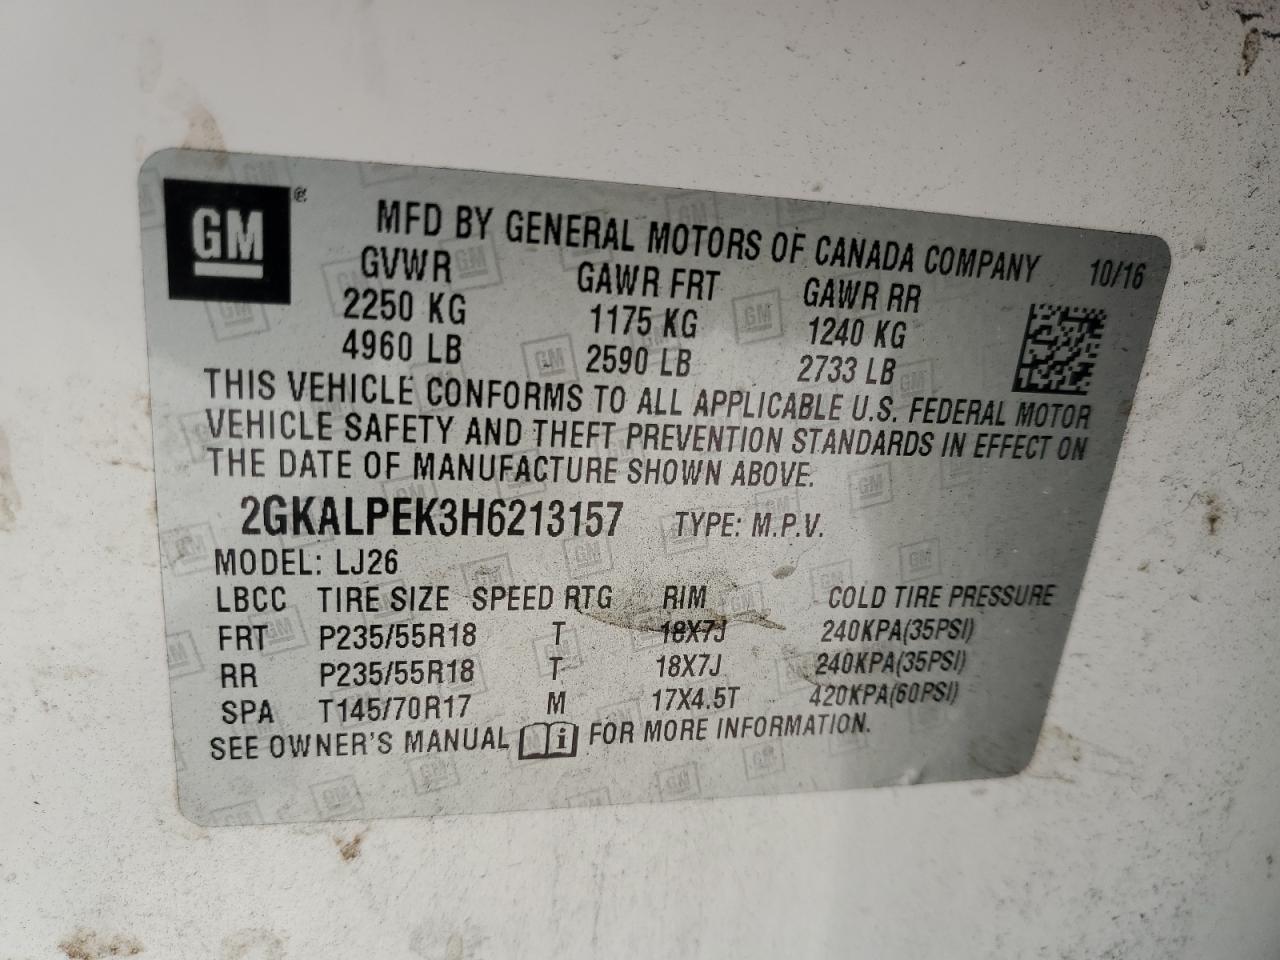 GM ®
MFD BY GENERAL MOTORS OF CANADA COMPANY 10/16
GVWR GAWR FRT GAWR RR
2250 KG 1175 KG 1240 KG
4960 LB 2590 LB 2733 LB
THIS VEHICLE CONFORMS TO ALL APPLICABLE U.S. FEDERAL MOTOR
VEHICLE SAFETY AND THEFT PREVENTION STANDARDS IN EFFECT ON
THE DATE OF MANUFACTURE SHOWN ABOVE.
2GKALPEK3H6213157 TYPE: M.P.V.
MODEL: LJ26
LBCC TIRE SIZE SPEED RTG RIM COLD TIRE PRESSURE
FRT P235/55R18 T 18X7J 240KPA(35PSI)
RR P235/55R18 T 18X7J 240KPA(35PSI)
SPA T145/70R17 M 17X4.5T 420KPA(60PSI)
SEE OWNER'S MANUAL i FOR MORE INFORMATION.